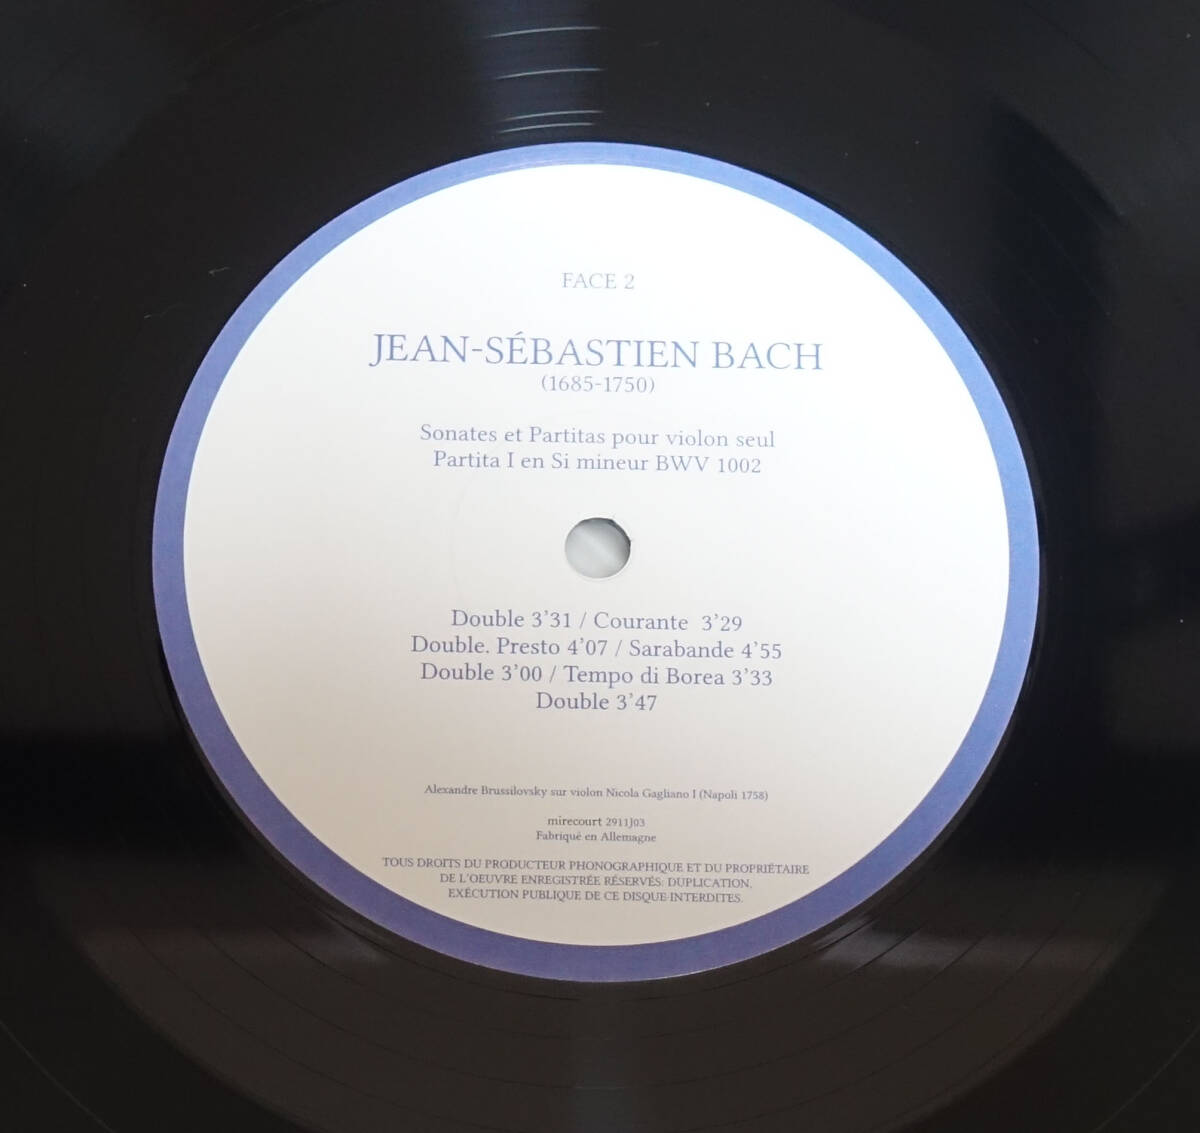 FACE 2
JEAN-SÉBASTIEN BACH
(1685-1750)
Sonates et Partitas pour violon seul
Partita I en Si mineur BWV 1002
Double 3’31 / Courante 3’29
Double. Presto 4’07 / Sarabande 4’55
Double 3’00 / Tempo di Borea 3’33
Double 3’47
Alexandre Brussilovsky sur violon Nicola Gagliano I (Napoli 1758)
mirecourt 2911J03
Fabriqué en Allemagne
TOUS DROITS DU PRODUCTEUR PHONOGRAPHIQUE ET DU PROPRIÉTAIRE
DE L’OEUVRE ENREGISTRÉE RÉSERVÉS; DUPLICATION,
EXÉCUTION PUBLIQUE DE CE DISQUE INTERDITES.